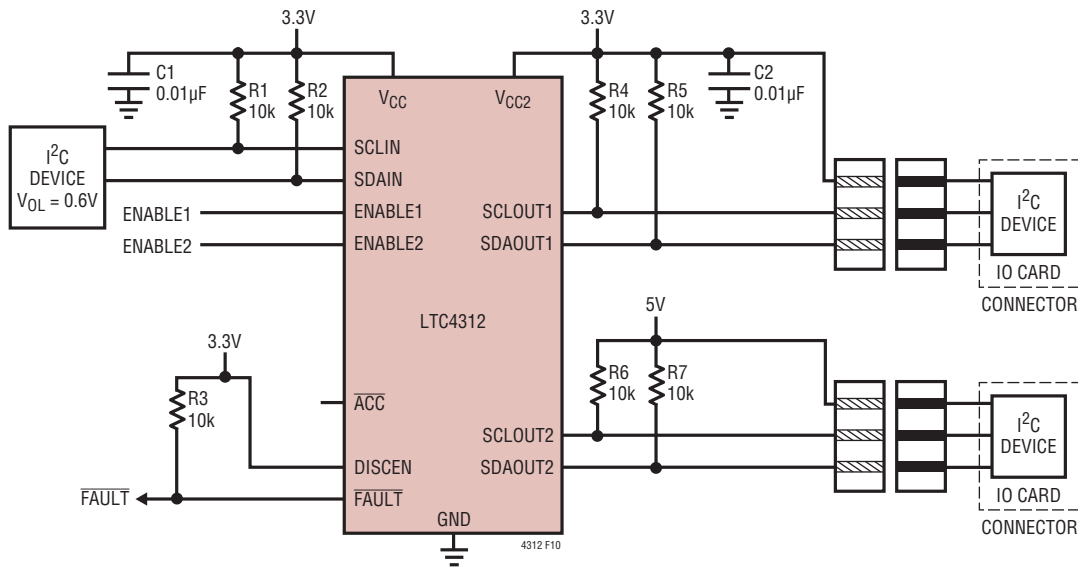 3.3V
3.3V
C1
0.01µF
R1
10k
R2
10k
VCC
VCC2
R4
10k
R5
10k
C2
0.01µF
I2C
DEVICE
VOL = 0.6V
SCLIN
SDAIN
ENABLE1
ENABLE1
ENABLE2
ENABLE2
SCLOUT1
SDAOUT1
I2C
DEVICE
IO CARD
CONNECTOR
LTC4312
5V
3.3V
R3
10k
R6
10k
R7
10k
ACC
SCLOUT2
DISCEN
SDAOUT2
I2C
DEVICE
IO CARD
CONNECTOR
FAULT
FAULT
GND
4312 F10